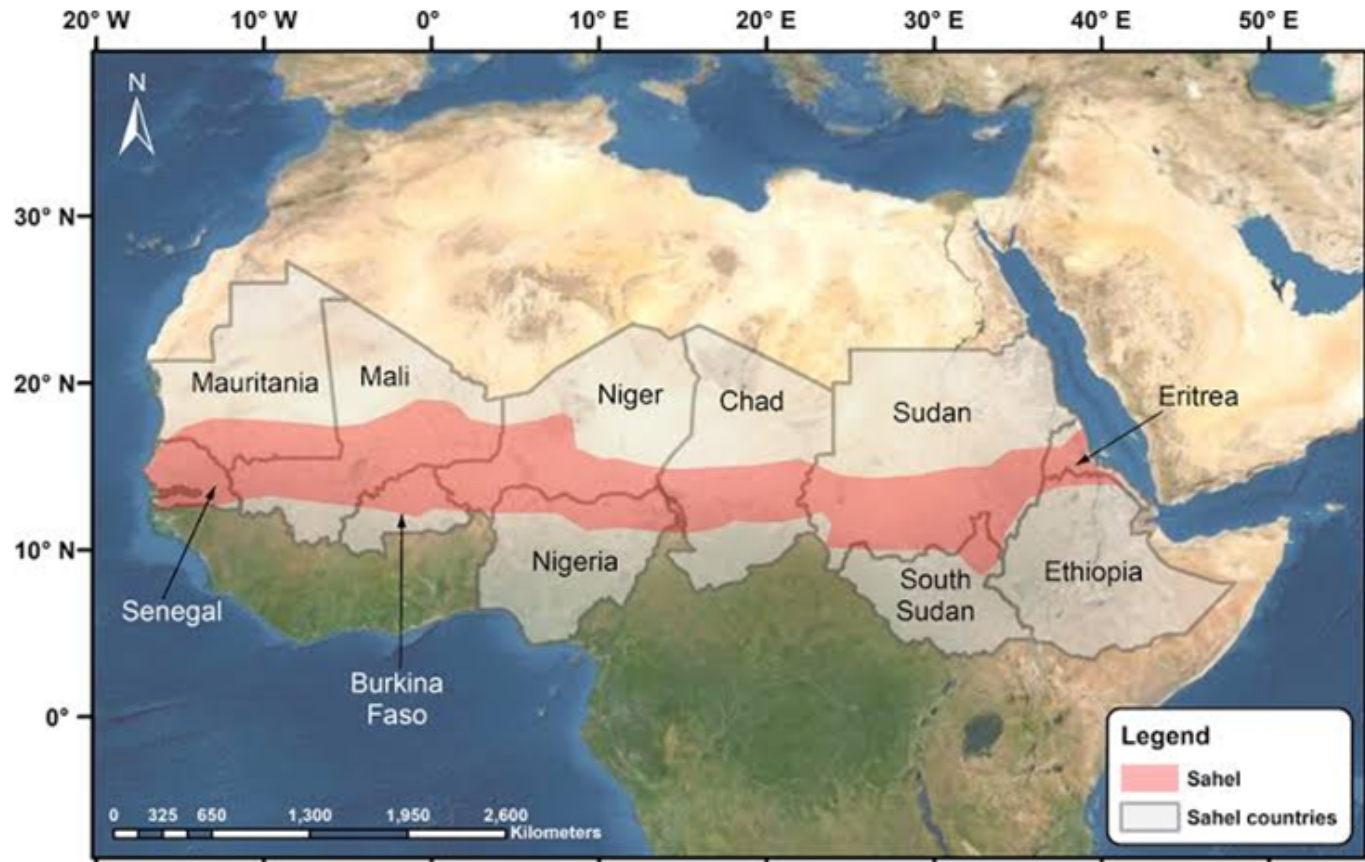 20° W 10° W 0° 10° E 20° E 30° E 40° E 50° E
N
30° N
20° N
10° N
0°
Mauritania
Mali
Niger
Chad
Sudan
Eritrea
Nigeria
South
Sudan
Ethiopia
Senegal
Burkina
Faso
Legend
Sahel
Sahel countries
0 325 650 1,300 1,950 2,600
Kilometers